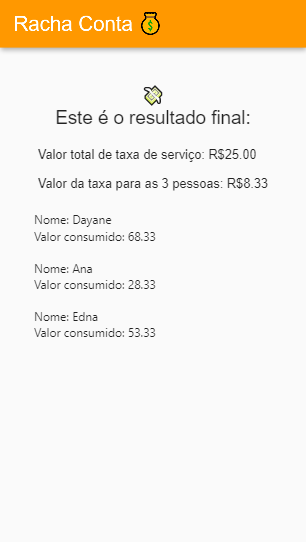 Racha Conta
Este é o resultado final:
Valor total de taxa de serviço: R$25.00
Valor da taxa para as 3 pessoas: R$8.33
Nome: Dayane
Valor consumido: 68.33
Nome: Ana
Valor consumido: 28.33
Nome: Edna
Valor consumido: 53.33